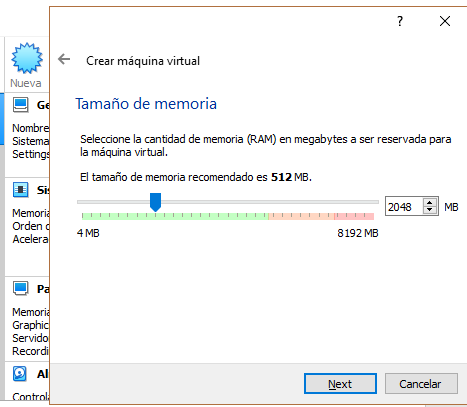 ?
Crear máquina virtual
Nueva
Tamaño de memoria
Ge
Nombre
Sistema
Settings
Seleccione la cantidad de memoria (RAM) en megabytes a ser reservada para
la máquina virtual.
El tamaño de memoria recomendado es 512 MB.
Sis
Memoria
Orden d
Acelera
2048 MB
4 MB 8192 MB
Pa
Memoria
Graphic
Servido
Recordi
Al
Controla
Next Cancelar